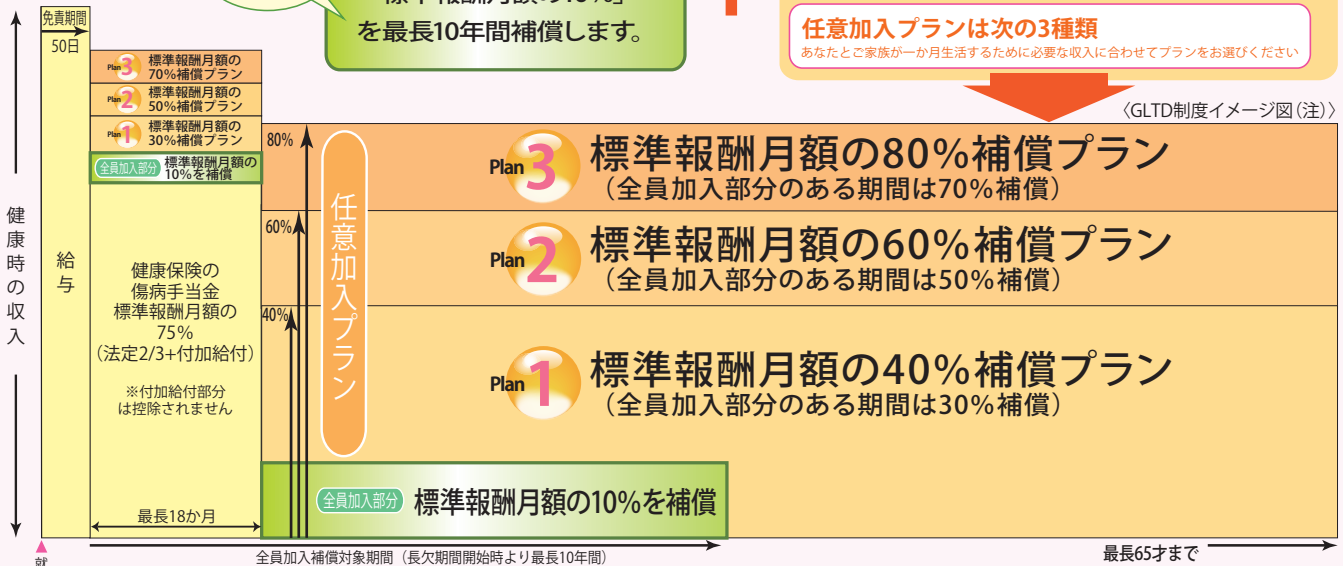 免責期間
50日
を最長10年間補償します。
任意加入プランは次の3種類
あなたとご家族が一か月生活するために必要な収入に合わせてプランをお選びください
〈GLTD制度イメージ図(注)〉
健康時の収入
給与
Plan 3 標準報酬月額の
70%補償プラン
Plan 2 標準報酬月額の
50%補償プラン
Plan 1 標準報酬月額の
30%補償プラン
全員加入部分 標準報酬月額の
10%を補償
健康保険の
傷病手当金
標準報酬月額の
75%
(法定2/3+付加給付)
※付加給付部分
は控除されません
最長18か月
80%
60%
40%
任意加入プラン
Plan 3 標準報酬月額の80%補償プラン
(全員加入部分のある期間は70%補償)
Plan 2 標準報酬月額の60%補償プラン
(全員加入部分のある期間は50%補償)
Plan 1 標準報酬月額の40%補償プラン
(全員加入部分のある期間は30%補償)
全員加入部分 標準報酬月額の10%を補償
就
全員加入補償対象期間(長欠期間開始時より最長10年間)
最長65才まで